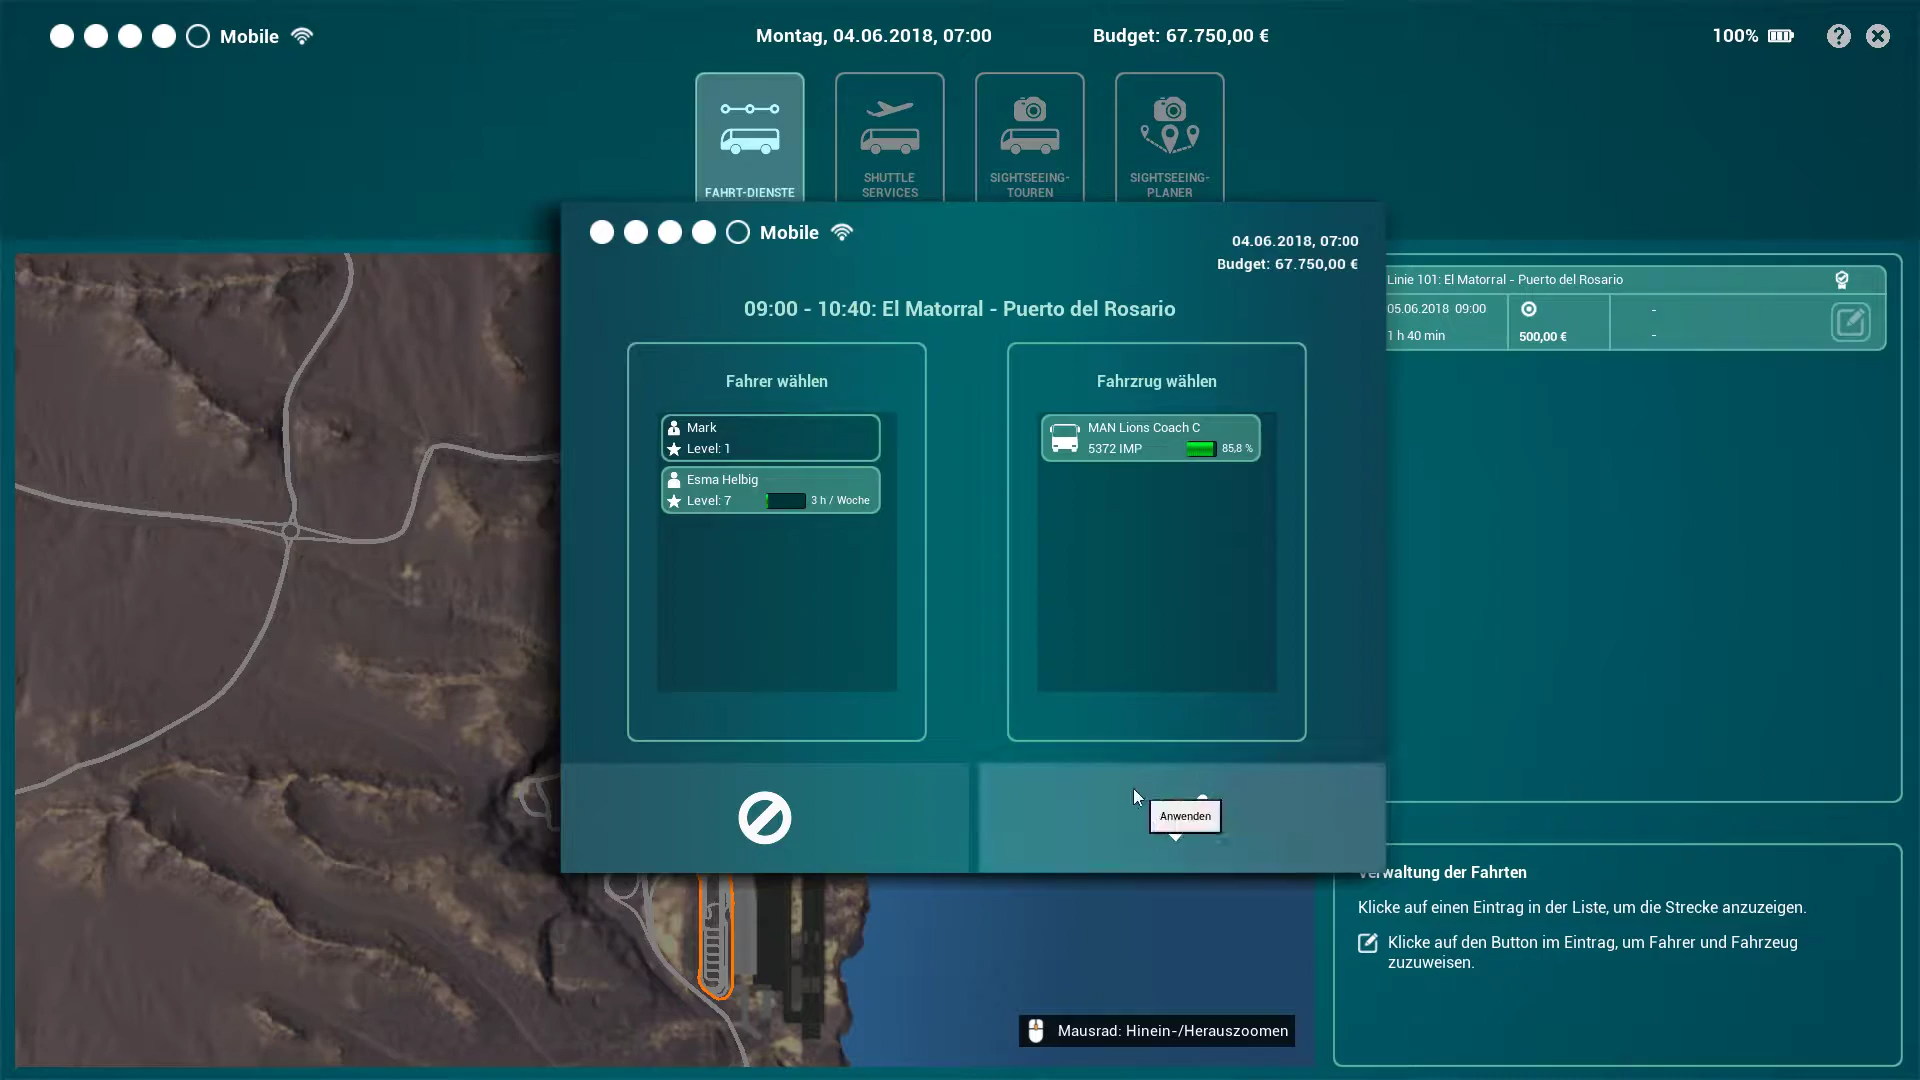 Mobile
Montag, 04.06.2018, 07:00
Budget: 67.750,00 €
100%
FAHRT-DIENSTE
SHUTTLE
SERVICES
SIGHTSEEING-
TOUREN
SIGHTSEEING-
PLANER
Mobile
04.06.2018, 07:00
Budget: 67.750,00 €
09:00 - 10:40: El Matorral - Puerto del Rosario
Fahrer wählen
Mark
Level: 1
Esma Helbig
Level: 7
3 h / Woche
Fahrzrug wählen
MAN Lions Coach C
5372 IMP
85,8 %
Anwenden
Linie 101: El Matorral - Puerto del Rosario
05.06.2018 09:00
1 h 40 min
500,00 €
-
-
Verwaltung der Fahrten
Klicke auf einen Eintrag in der Liste, um die Strecke anzuzeigen.
Klicke auf den Button im Eintrag, um Fahrer und Fahrzeug
zuzuweisen.
Mausrad: Hinein-/Herauszoomen